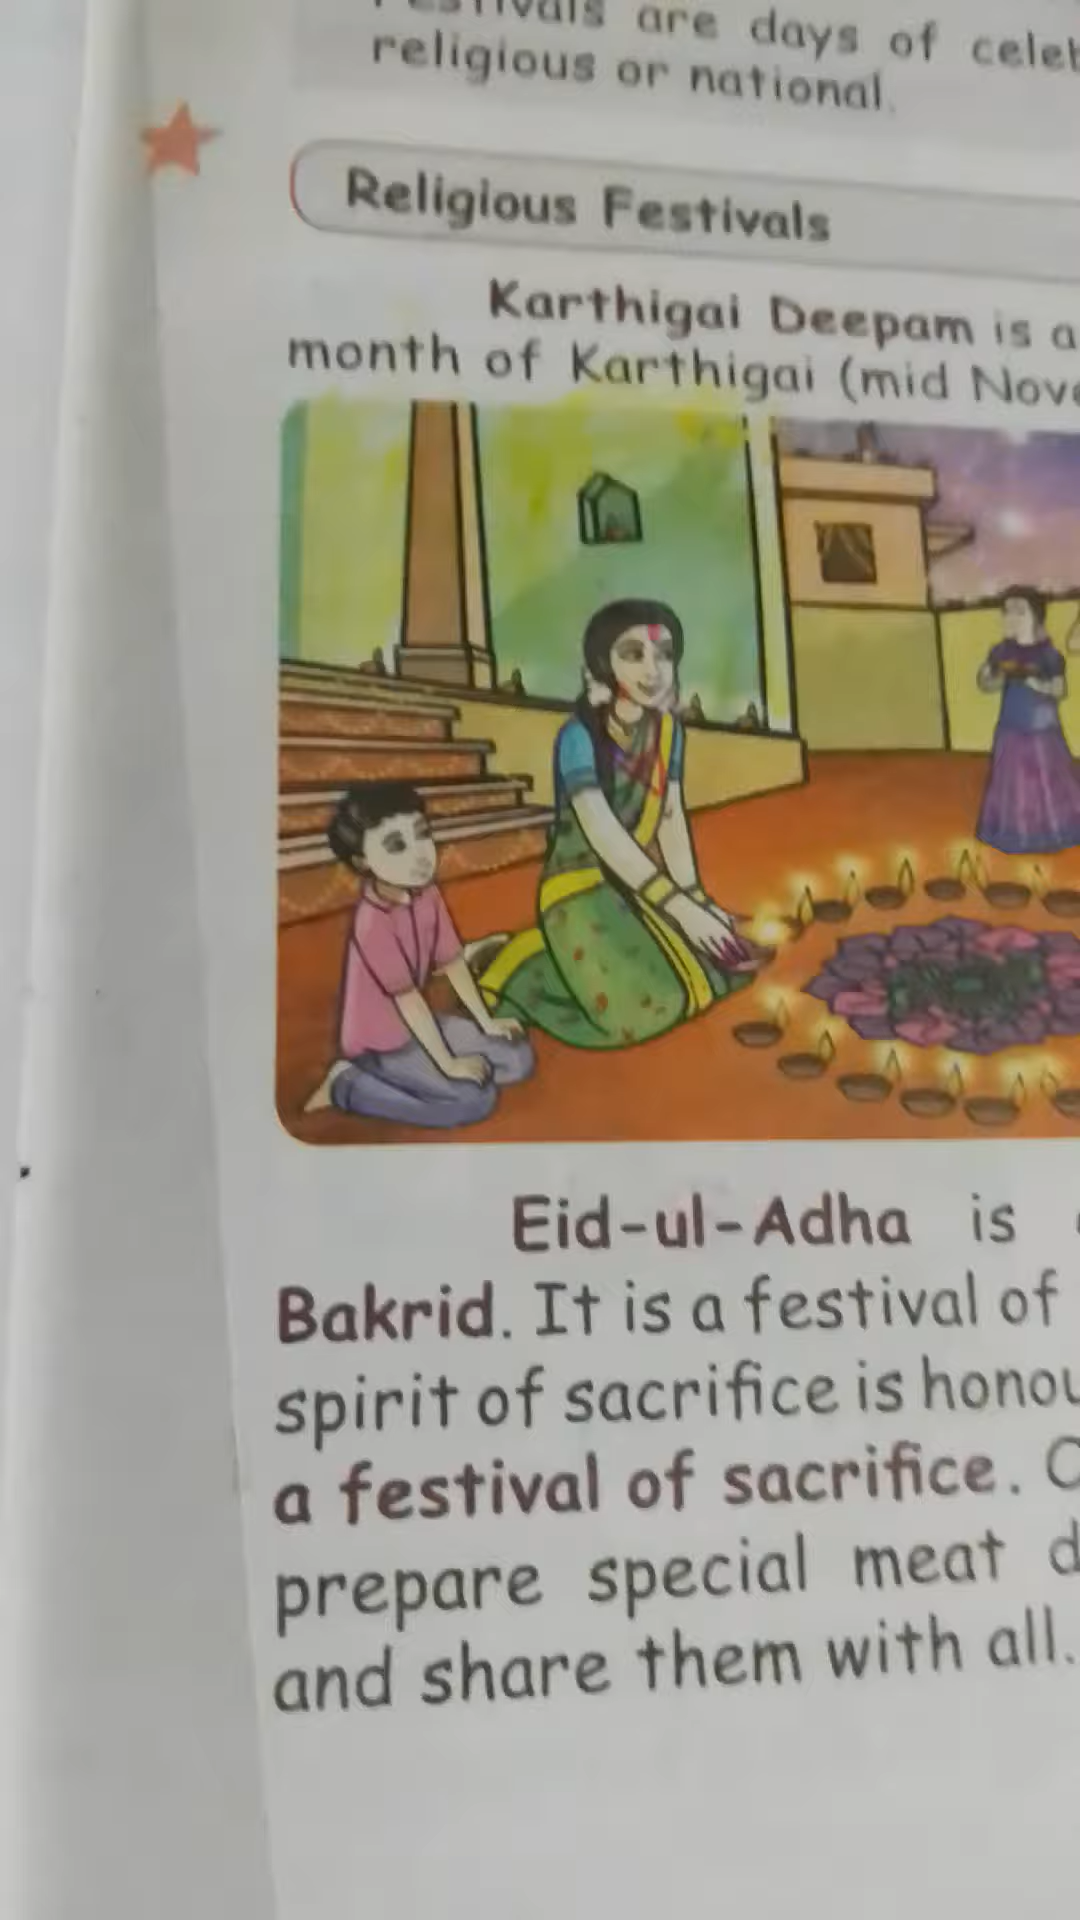 Festivals are days of
religious or national.
Religious Festivals
Karthigai Deepam is a
month of Karthigai (mid
Eid-ul-Adha is
Bakrid. It is a festival of
spirit of sacrifice is
a festival of sacrifice.
prepare special meat
and share them with all.